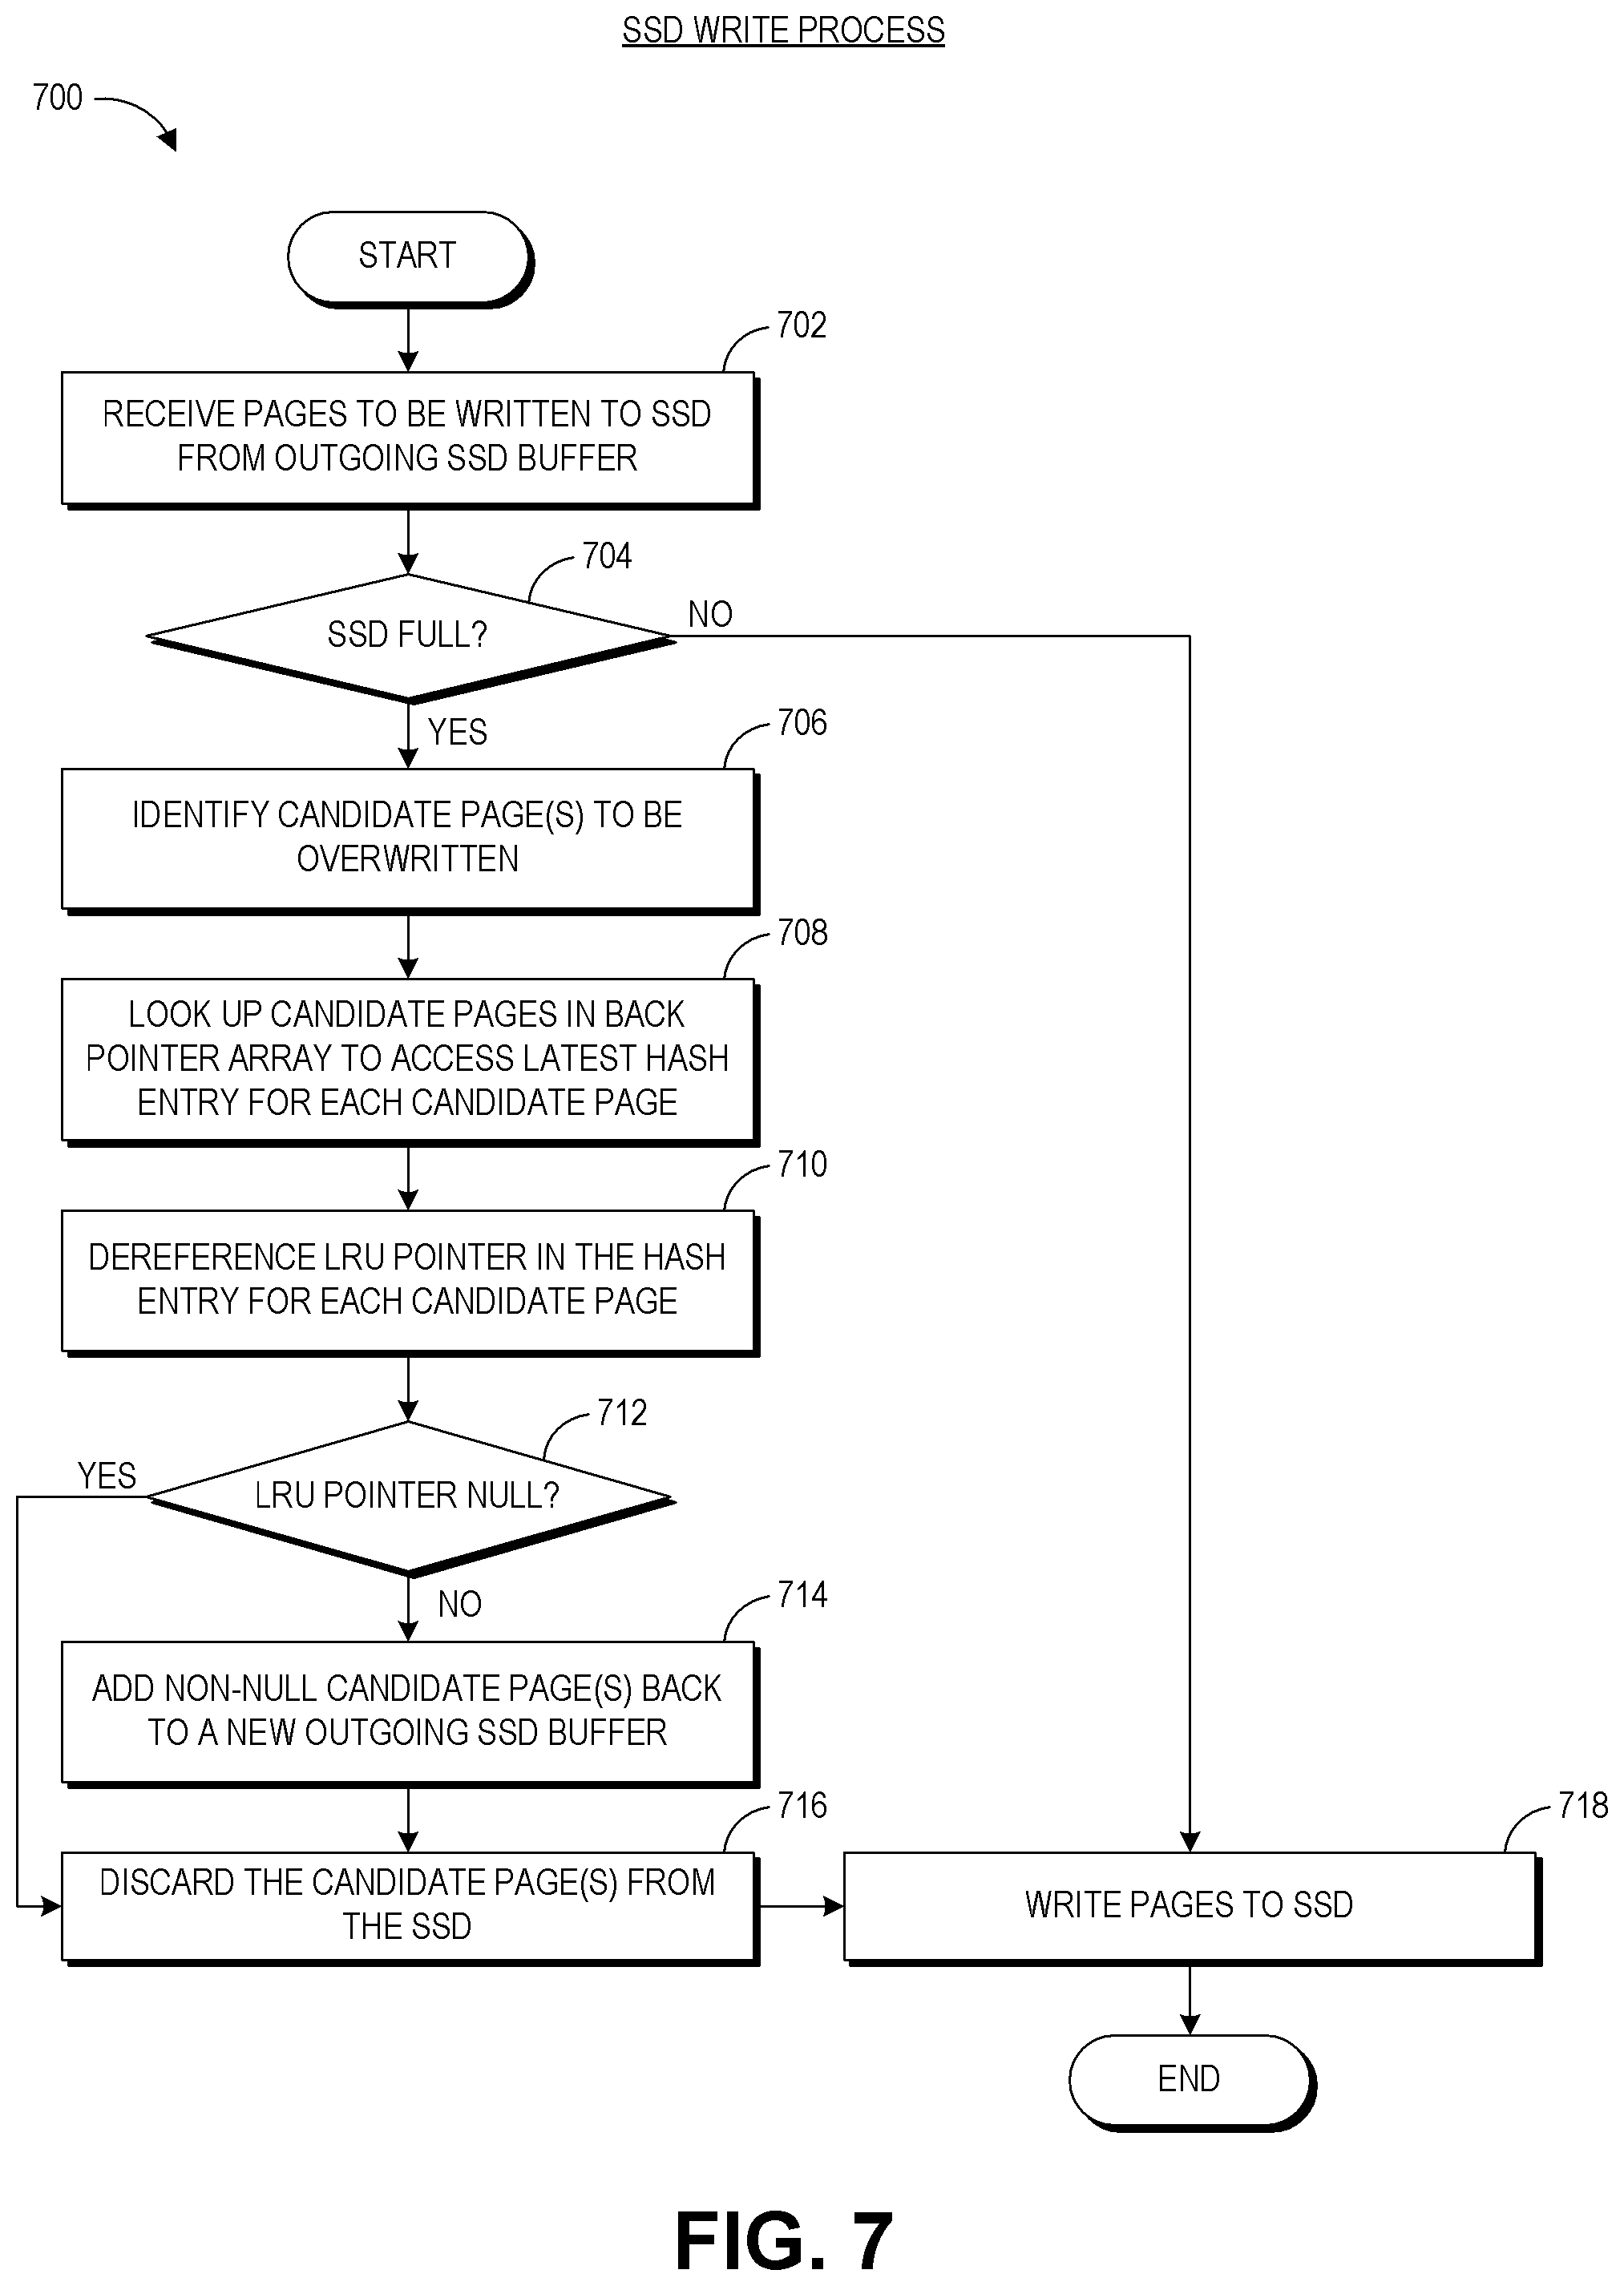 SSD WRITE PROCESS
700
START
702
RECEIVE PAGES TO BE WRITTEN TO SSD
FROM OUTGOING SSD BUFFER
704
SSD FULL?
NO
YES
706
IDENTIFY CANDIDATE PAGE(S) TO BE
OVERWRITTEN
708
LOOK UP CANDIDATE PAGES IN BACK
POINTER ARRAY TO ACCESS LATEST HASH
ENTRY FOR EACH CANDIDATE PAGE
710
DEREFERENCE LRU POINTER IN THE HASH
ENTRY FOR EACH CANDIDATE PAGE
712
YES
LRU POINTER NULL?
NO
714
ADD NON-NULL CANDIDATE PAGE(S) BACK
TO A NEW OUTGOING SSD BUFFER
716
DISCARD THE CANDIDATE PAGE(S) FROM
THE SSD
718
WRITE PAGES TO SSD
END
FIG. 7